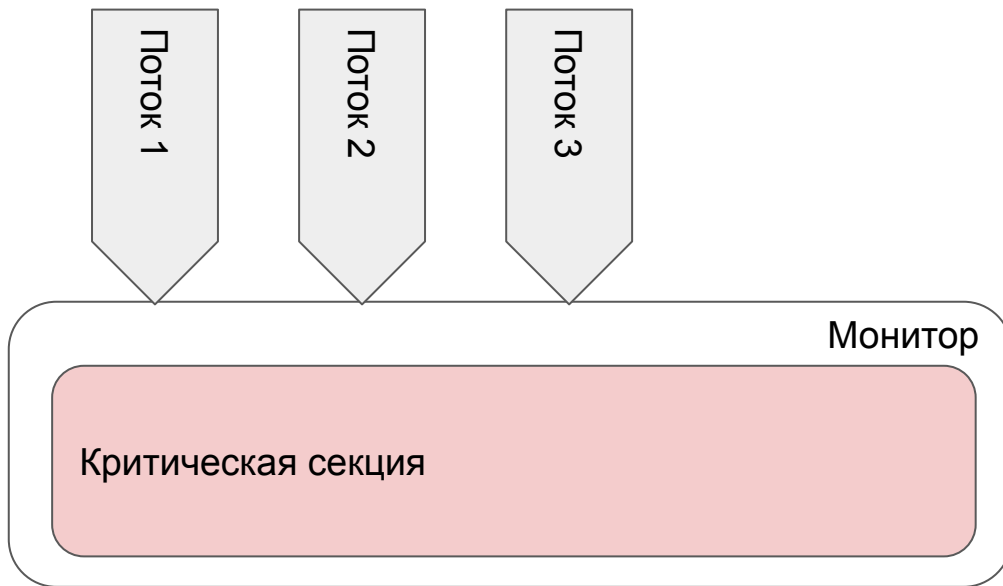 Поток 1
Поток 2
Поток 3
Монитор
Критическая секция